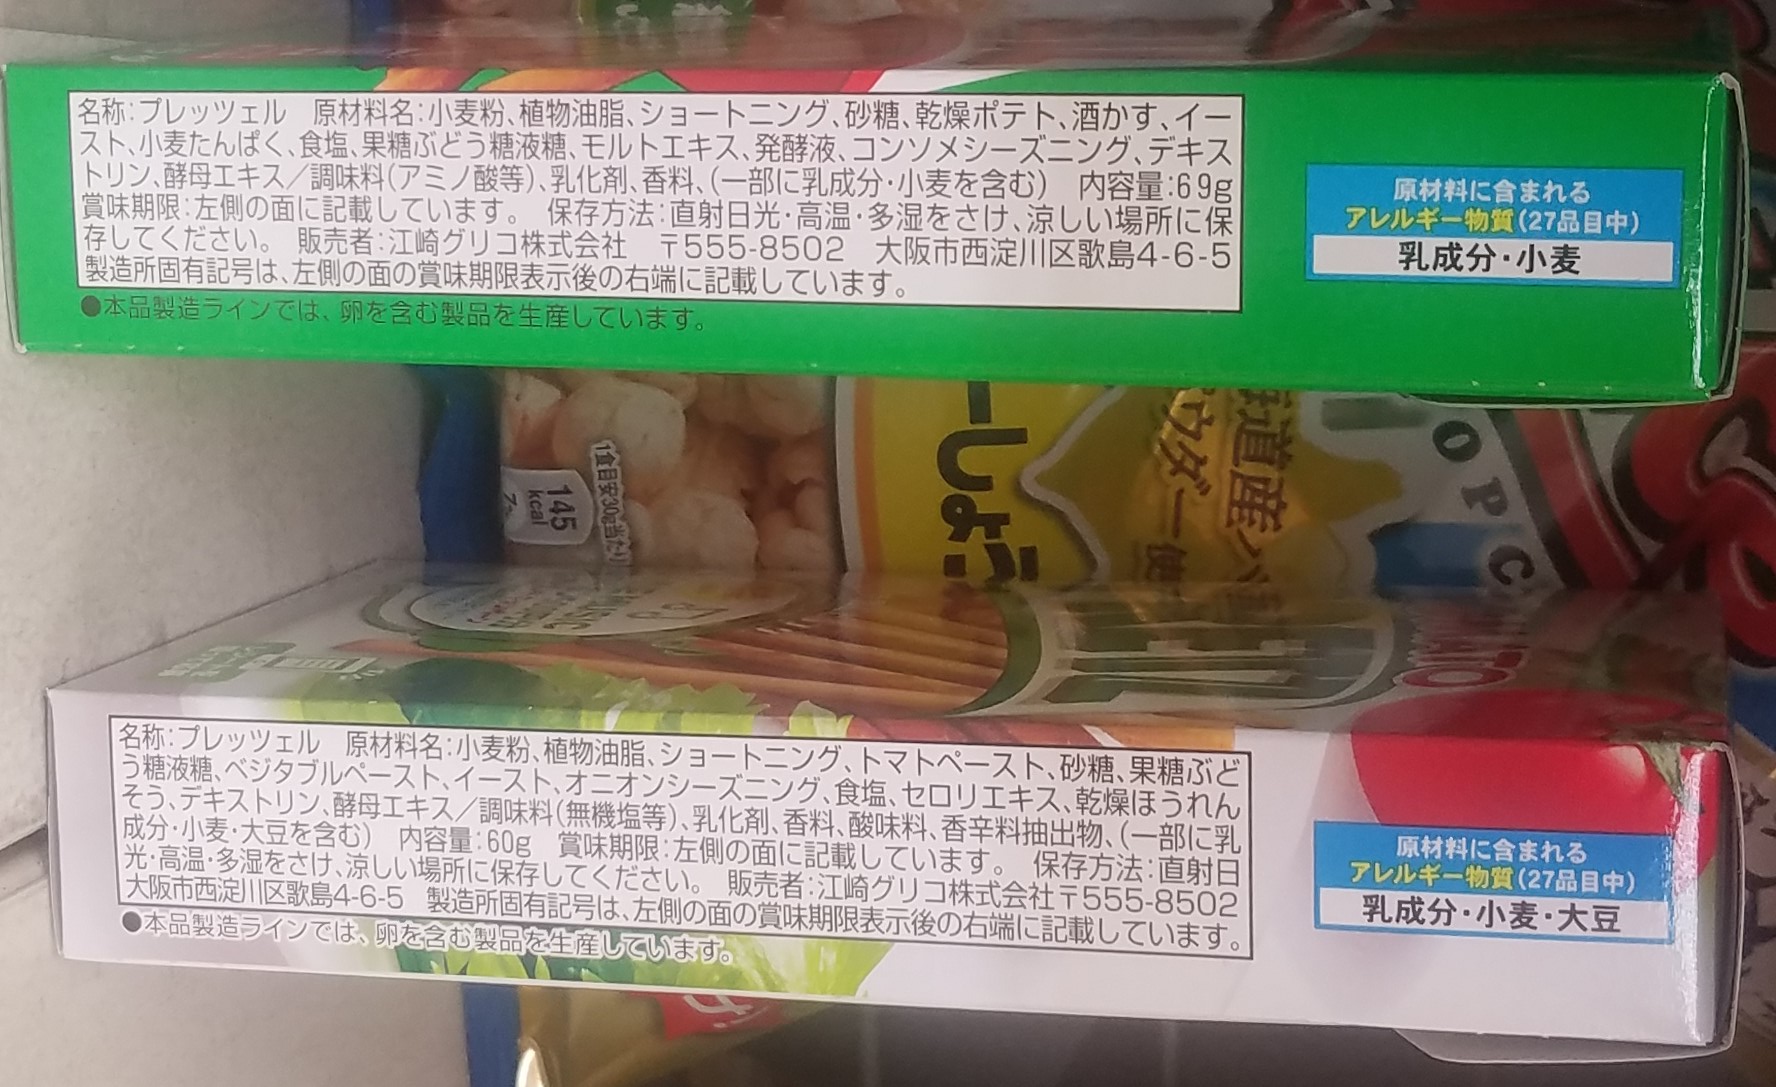 名称:プレッツェル　原材料名:小麦粉、植物油脂、ショートニング、砂糖、乾燥ポテト、酒かす、イー
スト、小麦たんぱく、食塩、果糖ぶどう糖液糖、モルトエキス、発酵液、コンソメシーズニング、デキス
トリン、酵母エキス／調味料(アミノ酸等)、乳化剤、香料、(一部に乳成分・小麦を含む)　内容量:69g
賞味期限:左側の面に記載しています。　保存方法:直射日光・高温・多湿をさけ、涼しい場所に保
存してください。　販売者:江崎グリコ株式会社　〒555-8502　大阪市西淀川区歌島4-6-5
製造所固有記号は、左側の面の賞味期限表示後の右端に記載しています。
●本品製造ラインでは、卵を含む製品を生産しています。
原材料に含まれる
アレルギー物質(27品目中)
乳成分・小麦
1食目安30g当たり
145
kcal
ーしょう
道産バ
ウダー使
OPC
名称:プレッツェル　原材料名:小麦粉、植物油脂、ショートニング、トマトペースト、砂糖、果糖ぶど
う糖液糖、ベジタブルペースト、イースト、オニオンシーズニング、食塩、セロリエキス、乾燥ほうれん
そう、デキストリン、酵母エキス／調味料(無機塩等)、乳化剤、香料、酸味料、香辛料抽出物、(一部に乳
成分・小麦・大豆を含む)　内容量:60g　賞味期限:左側の面に記載しています。　保存方法:直射日
光・高温・多湿をさけ、涼しい場所に保存してください。　販売者:江崎グリコ株式会社〒555-8502
大阪市西淀川区歌島4-6-5　製造所固有記号は、左側の面の賞味期限表示後の右端に記載しています。
●本品製造ラインでは、卵を含む製品を生産しています。
原材料に含まれる
アレルギー物質(27品目中)
乳成分・小麦・大豆